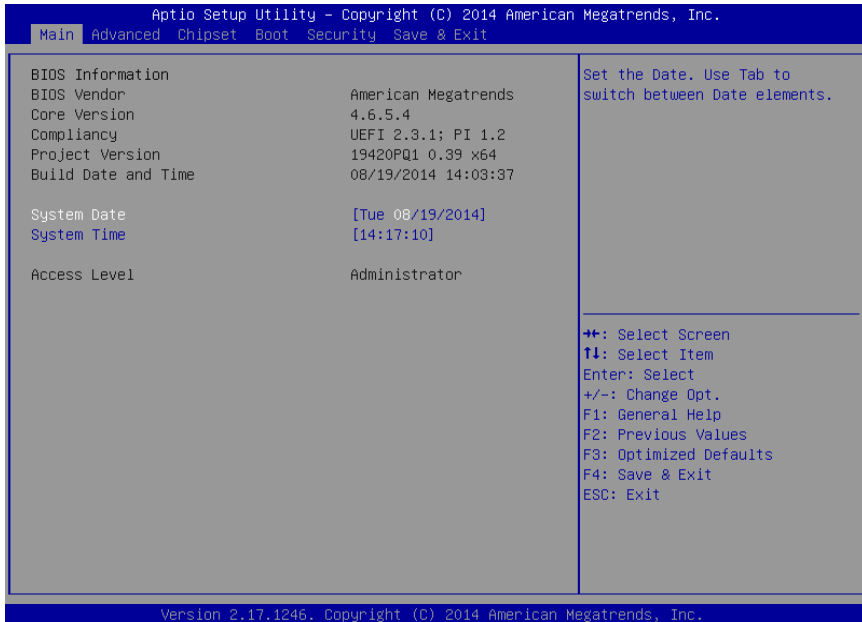 Aptio Setup Utility – Copyright (C) 2014 American Megatrends, Inc.
Main Advanced Chipset Boot Security Save & Exit
BIOS Information
BIOS Vendor American Megatrends
Core Version 4.6.5.4
Compliancy UEFI 2.3.1; PI 1.2
Project Version 19420PQ1 0.39 x64
Build Date and Time 08/19/2014 14:03:37
System Date [Tue 08/19/2014]
System Time [14:17:10]
Access Level Administrator
Set the Date. Use Tab to
switch between Date elements.
→←: Select Screen
↑↓: Select Item
Enter: Select
+/-: Change Opt.
F1: General Help
F2: Previous Values
F3: Optimized Defaults
F4: Save & Exit
ESC: Exit
Version 2.17.1246. Copyright (C) 2014 American Megatrends, Inc.